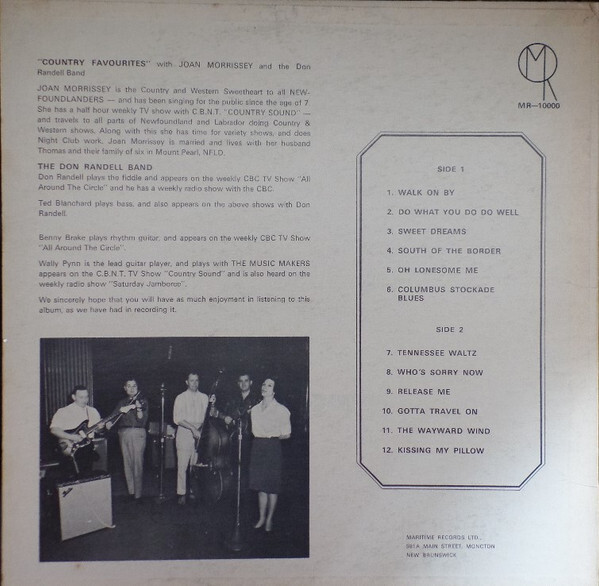 "COUNTRY FAVOURITES" with JOAN MORRISSEY and the Don
Randell Band
JOAN MORRISSEY is the Country and Western Sweetheart to all NEW-
FOUNDLANDERS — and has been singing for the public since the age of 7.
She has a half hour weekly TV show with C.B.N.T. "COUNTRY SOUND" —
and travels to all parts of Newfoundland and Labrador doing Country &
Western shows. Along with this she has time for variety shows, and does
Night Club work. Joan Morrissey is married and lives with her husband
Thomas and their family of six in Mount Pearl, NFLD.
THE DON RANDELL BAND
Don Randell plays the fiddle and appears on the weekly CBC TV Show "All
Around The Circle" and he has a weekly radio show with the CBC.
Ted Blanchard plays bass, and also appears on the above shows with Don
Randell.
Benny Brake plays rhythm guitar, and appears on the weekly CBC TV Show
"All Around The Circle".
Wally Pynn is the lead guitar player, and plays with THE MUSIC MAKERS
appears on the C.B.N.T. TV Show "Country Sound" and is also heard on the
weekly radio show "Saturday Jamboree".
We sincerely hope that you will have as much enjoyment in listening to this
album, as we have had in recording it.
MR
MR—10000
SIDE 1
1. WALK ON BY
2. DO WHAT YOU DO DO WELL
3. SWEET DREAMS
4. SOUTH OF THE BORDER
5. OH LONESOME ME
6. COLUMBUS STOCKADE
BLUES
SIDE 2
7. TENNESSEE WALTZ
8. WHO'S SORRY NOW
9. RELEASE ME
10. GOTTA TRAVEL ON
11. THE WAYWARD WIND
12. KISSING MY PILLOW
MARITIME RECORDS LTD.,
861A MAIN STREET, MONCTON
NEW BRUNSWICK